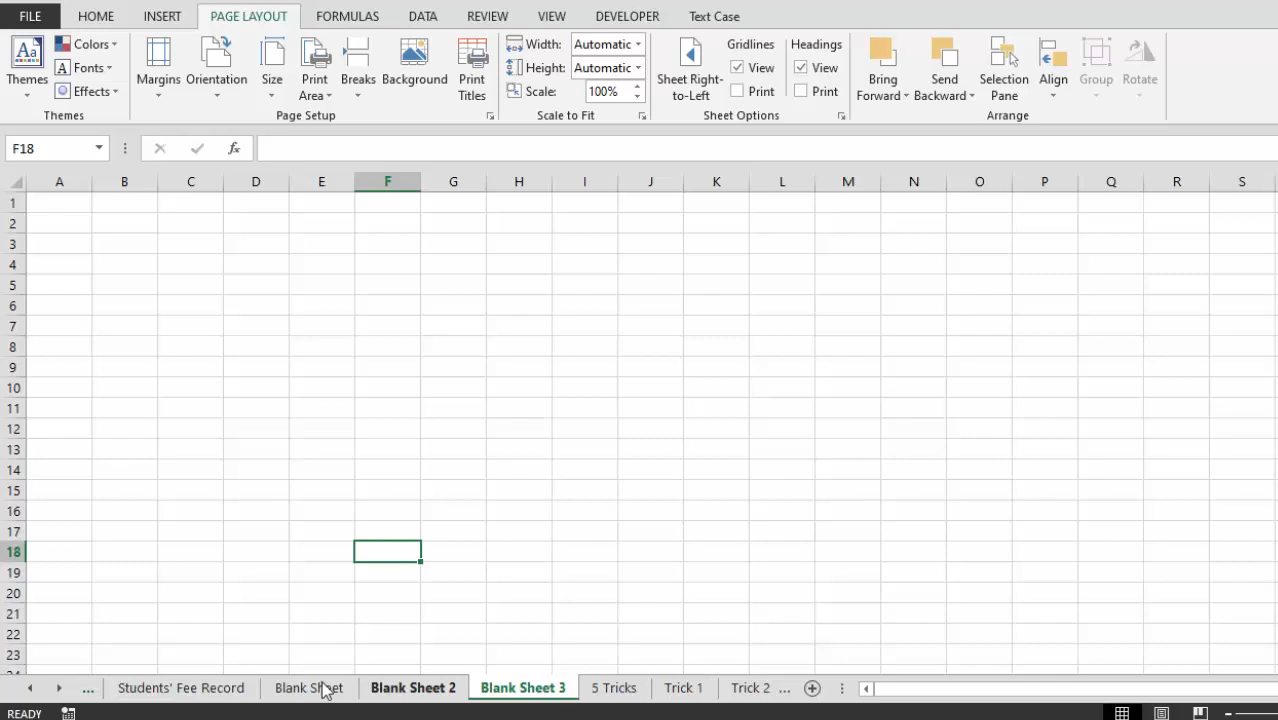 FILE HOME INSERT PAGE LAYOUT FORMULAS DATA REVIEW VIEW DEVELOPER Text Case
Aa Themes Colors Fonts Effects Themes
Margins Orientation Size Print Area Breaks Background Print Titles Page Setup
Width: Automatic
Height: Automatic
Scale: 100%
Scale to Fit
Sheet Right-to-Left
Gridlines View Print
Headings View Print
Sheet Options
Bring Forward Send Backward Selection Pane Align Group Rotate Arrange
F18 fx
A B C D E F G H I J K L M N O P Q R S
1
2
3
4
5
6
7
8
9
10
11
12
13
14
15
16
17
18
19
20
21
22
23
... Students' Fee Record Blank Sheet Blank Sheet 2 Blank Sheet 3 5 Tricks Trick 1 Trick 2 ...
READY